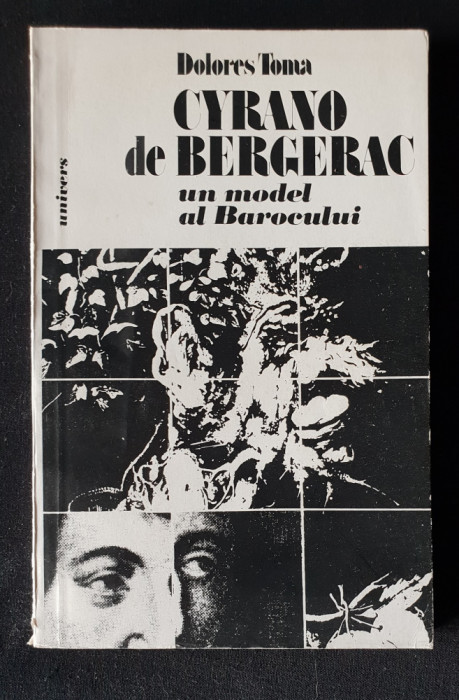 Dolores Toma
CYRANO
de BERGERAC
un model
al Barocului
univers